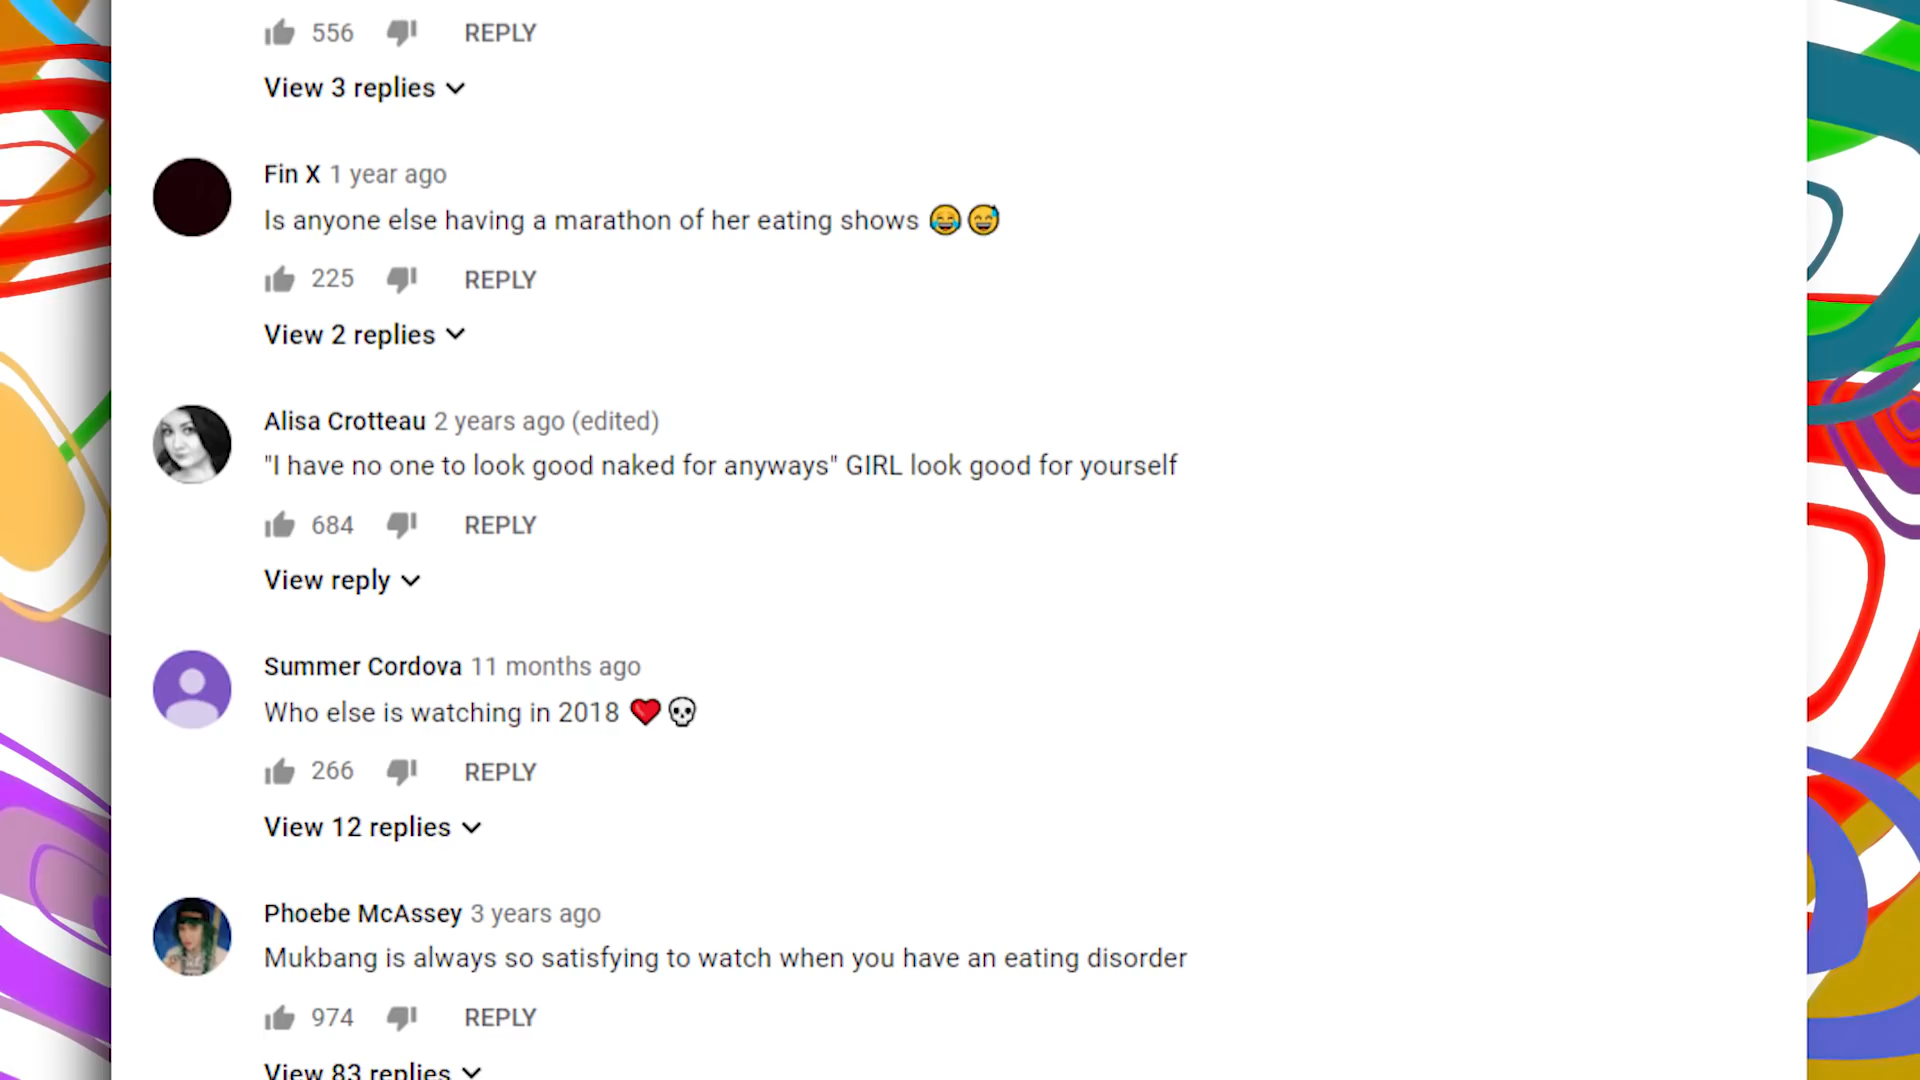 556 REPLY
View 3 replies
Fin X 1 year ago
Is anyone else having a marathon of her eating shows 😂😅
225 REPLY
View 2 replies
Alisa Crotteau 2 years ago (edited)
"I have no one to look good naked for anyways" GIRL look good for yourself
684 REPLY
View reply
Summer Cordova 11 months ago
Who else is watching in 2018 ❤️💀
266 REPLY
View 12 replies
Phoebe McAssey 3 years ago
Mukbang is always so satisfying to watch when you have an eating disorder
974 REPLY
View 83 replies